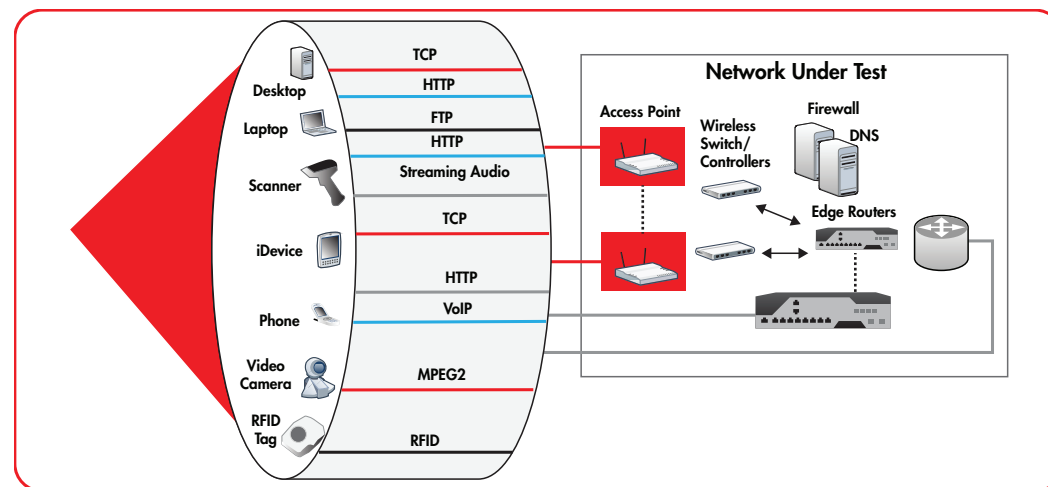 Desktop
Laptop
Scanner
iDevice
Phone
Video
Camera
RFID
Tag
TCP
HTTP
FTP
HTTP
Streaming Audio
TCP
HTTP
VoIP
MPEG2
RFID
Network Under Test
Access Point
Wireless
Switch/
Controllers
Firewall
DNS
Edge Routers